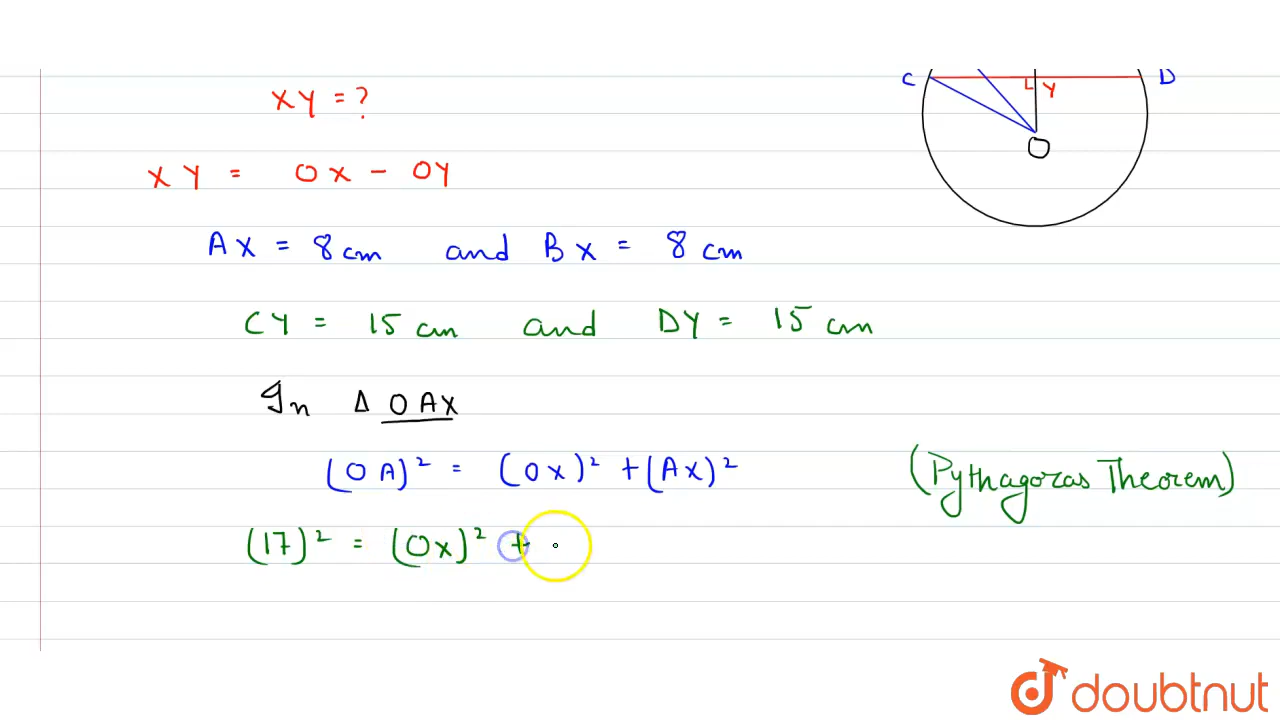 C L Y D
XY = ?
O
XY = OX - OY
AX = 8 cm and BX = 8 cm
CY = 15 cm and DY = 15 cm
In Δ OAX
(OA)² = (OX)² + (AX)² (Pythagoras Theorem)
(17)² = (OX)² +
doubtnut